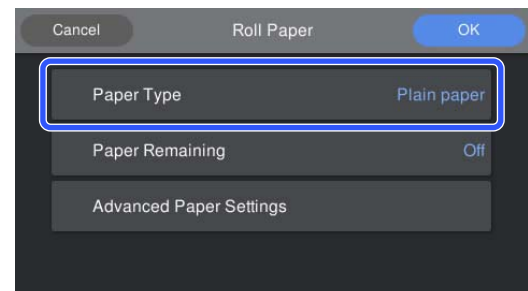 Cancel Roll Paper OK
Paper Type Plain paper
Paper Remaining Off
Advanced Paper Settings